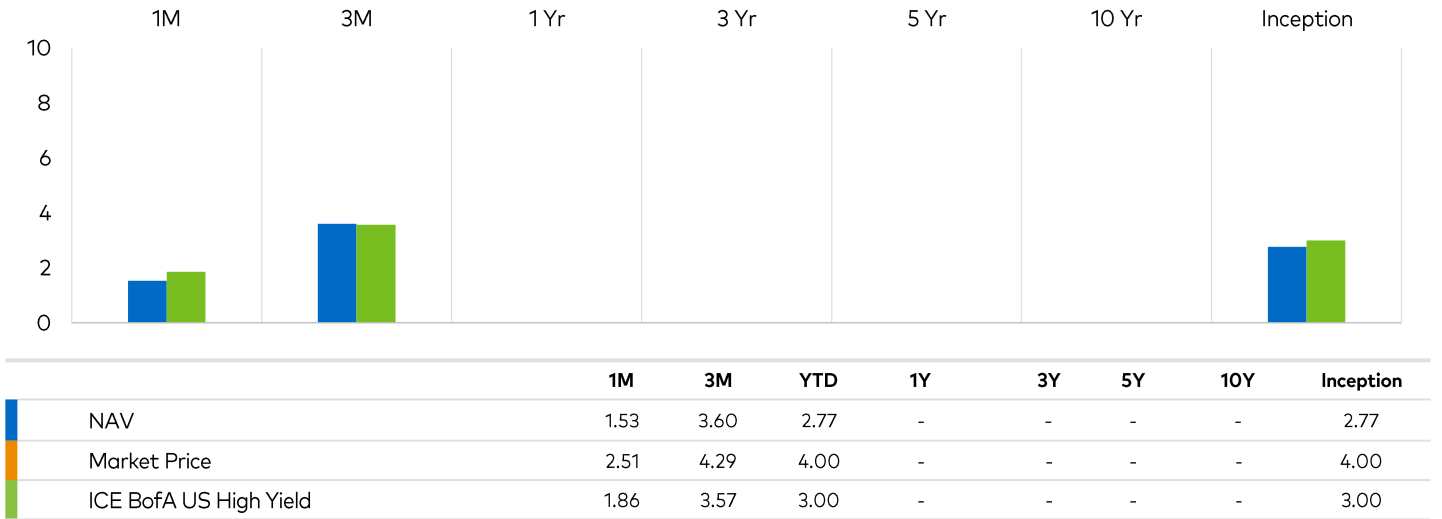 1M 3M 1 Yr 3 Yr 5 Yr 10 Yr Inception
10
8
6
4
2
0
1M 3M YTD 1Y 3Y 5Y 10Y Inception
NAV 1.53 3.60 2.77 - - - - 2.77
Market Price 2.51 4.29 4.00 - - - - 4.00
ICE BofA US High Yield 1.86 3.57 3.00 - - - - 3.00